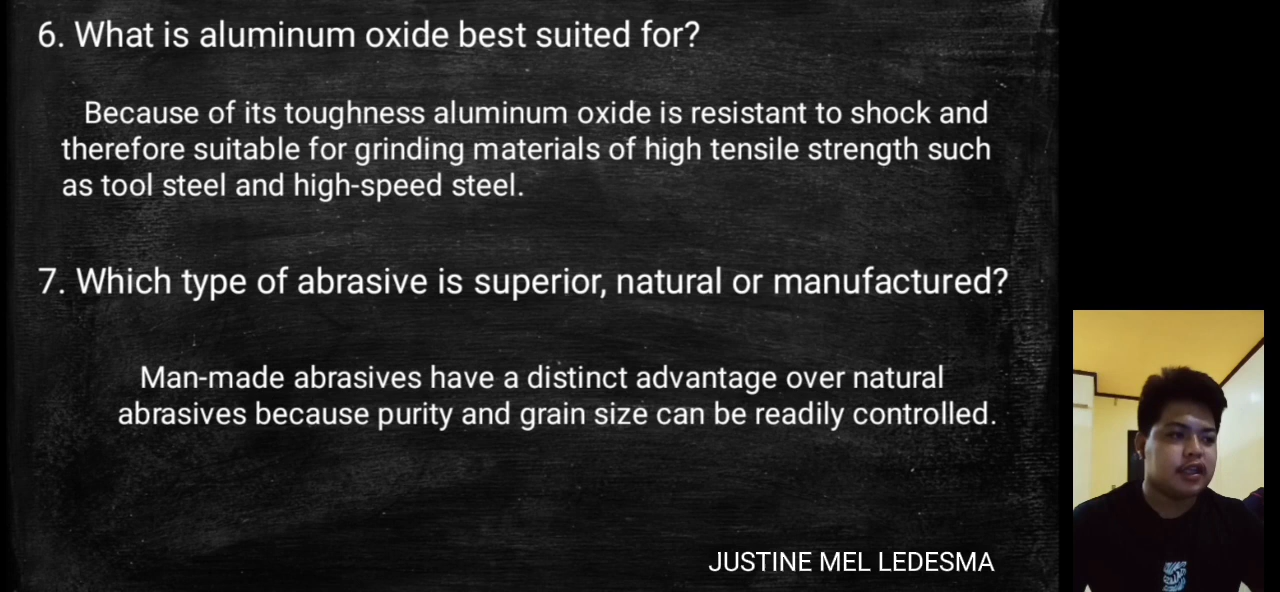 6. What is aluminum oxide best suited for?
Because of its toughness aluminum oxide is resistant to shock and
therefore suitable for grinding materials of high tensile strength such
as tool steel and high-speed steel.
7. Which type of abrasive is superior, natural or manufactured?
Man-made abrasives have a distinct advantage over natural
abrasives because purity and grain size can be readily controlled.
JUSTINE MEL LEDESMA